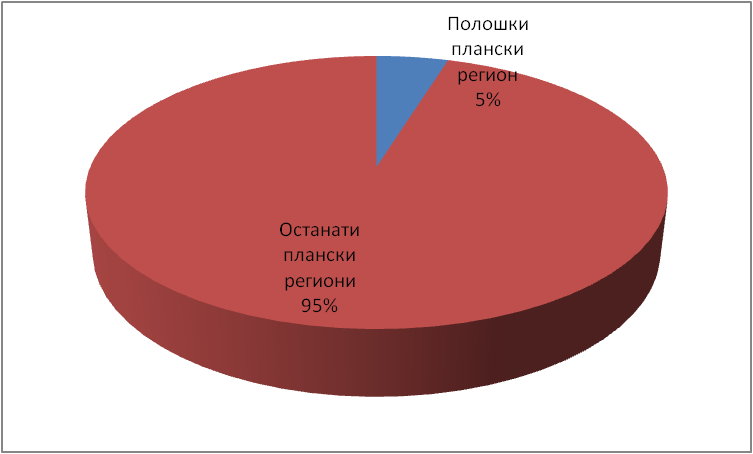 Полошки
плански
регион
5%
Останати
плански
региони
95%